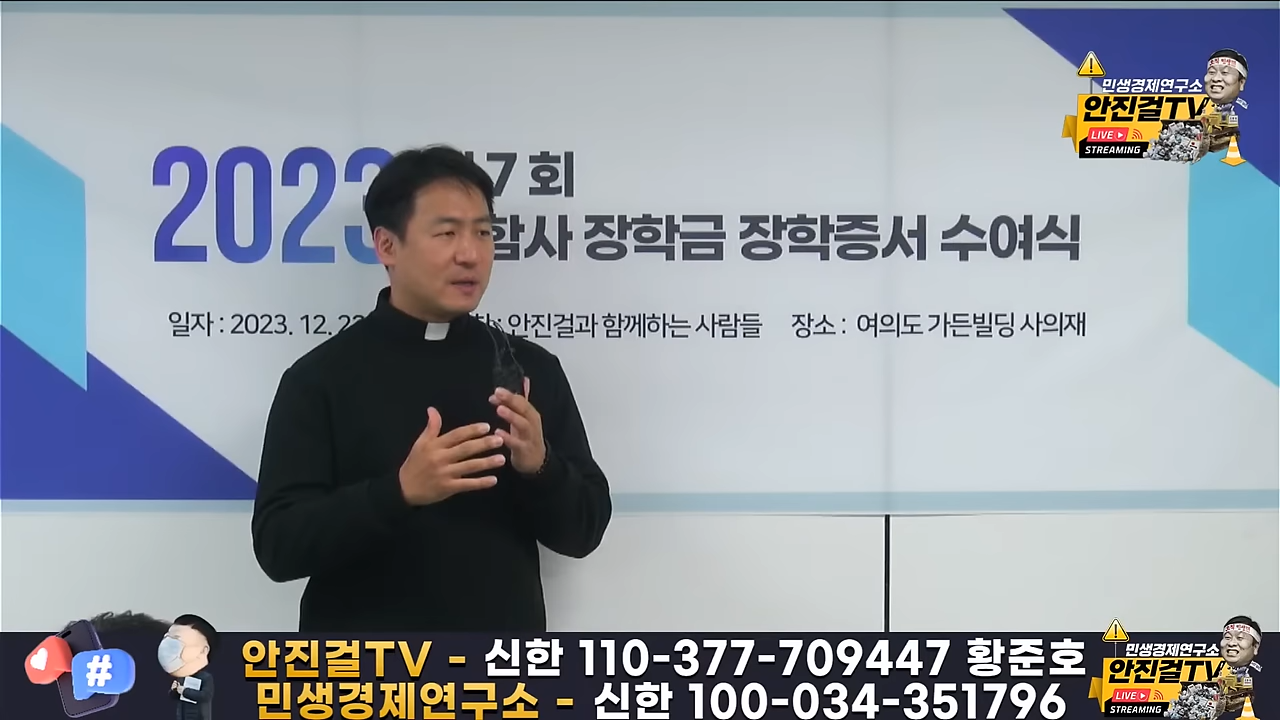 민생경제연구소
안진걸TV
LIVE
STREAMING
2023
7회
함사 장학금 장학증서 수여식
일자 : 2023. 12. 22
안진걸과 함께하는 사람들
장소 : 여의도 가든빌딩 사의재
#
안진걸TV - 신한 110-377-709447 황준호
민생경제연구소 - 신한 100-034-351796
민생경제연구소
안진걸TV
LIVE
STREAMING